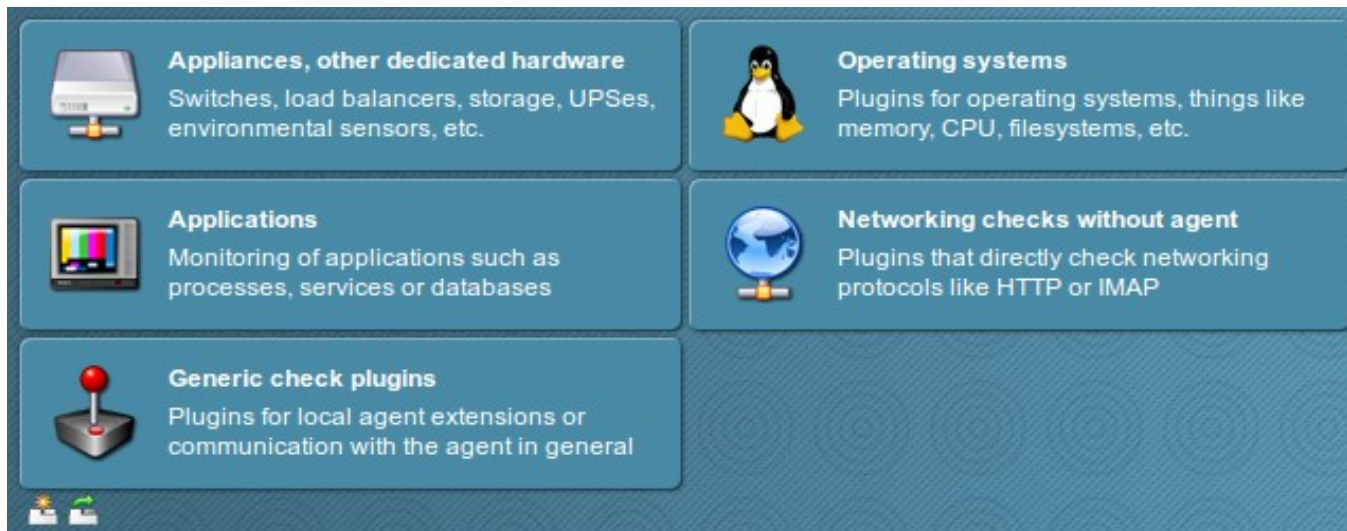 Appliances, other dedicated hardware
Switches, load balancers, storage, UPSes,
environmental sensors, etc.
Operating systems
Plugins for operating systems, things like
memory, CPU, filesystems, etc.
Applications
Monitoring of applications such as
processes, services or databases
Networking checks without agent
Plugins that directly check networking
protocols like HTTP or IMAP
Generic check plugins
Plugins for local agent extensions or
communication with the agent in general